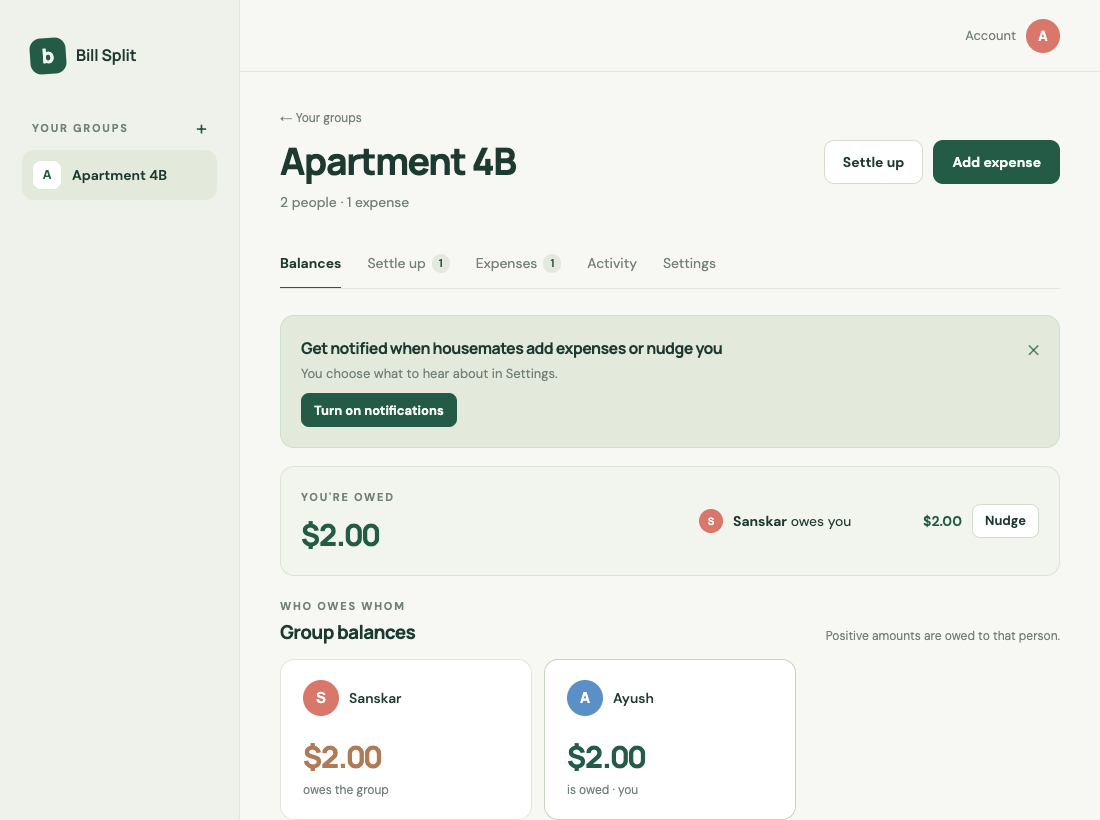 b Bill Split
Account A
YOUR GROUPS +
A Apartment 4B
← Your groups
Apartment 4B
Settle up Add expense
2 people · 1 expense
Balances Settle up 1 Expenses 1 Activity Settings
Get notified when housemates add expenses or nudge you
You choose what to hear about in Settings.
Turn on notifications
YOU'RE OWED
$2.00
S Sanskar owes you $2.00 Nudge
WHO OWES WHOM
Group balances
Positive amounts are owed to that person.
S Sanskar
$2.00
owes the group
A Ayush
$2.00
is owed · you